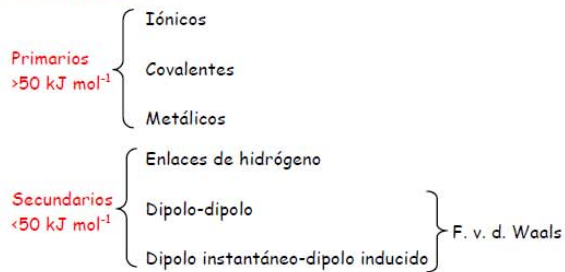 Iónicos
Primarios
>50 kJ mol⁻¹
Covalentes
Metálicos
Enlaces de hidrógeno
Secundarios
<50 kJ mol⁻¹
Dipolo-dipolo
F. v. d. Waals
Dipolo instantáneo-dipolo inducido